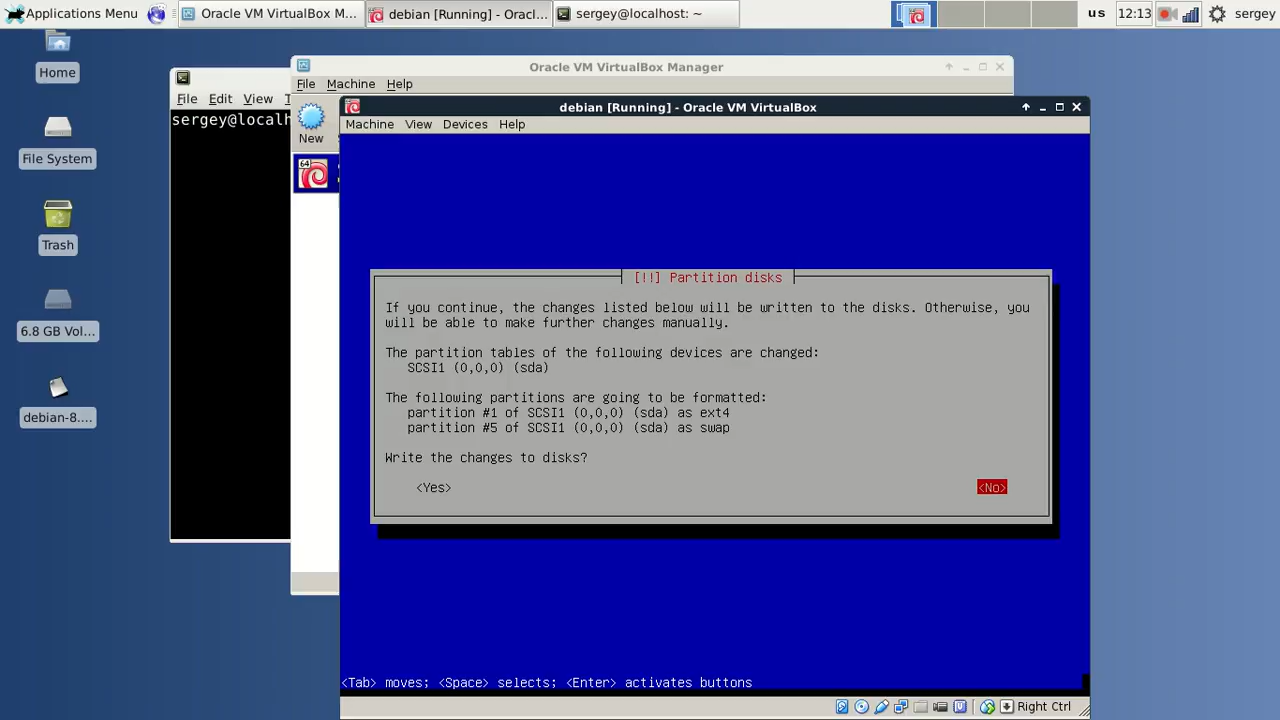 Applications Menu
Oracle VM VirtualBox M...
debian [Running] - Oracl...
sergey@localhost: ~
us
12:13
sergey
Home
File System
Trash
6.8 GB Vol...
debian-8....
File Edit View T
sergey@localh
Oracle VM VirtualBox Manager
File Machine Help
New
64
debian [Running] - Oracle VM VirtualBox
Machine View Devices Help
[!!] Partition disks
If you continue, the changes listed below will be written to the disks. Otherwise, you
will be able to make further changes manually.
The partition tables of the following devices are changed:
SCSI1 (0,0,0) (sda)
The following partitions are going to be formatted:
partition #1 of SCSI1 (0,0,0) (sda) as ext4
partition #5 of SCSI1 (0,0,0) (sda) as swap
Write the changes to disks?
<Yes> <No>
<Tab> moves; <Space> selects; <Enter> activates buttons
Right Ctrl